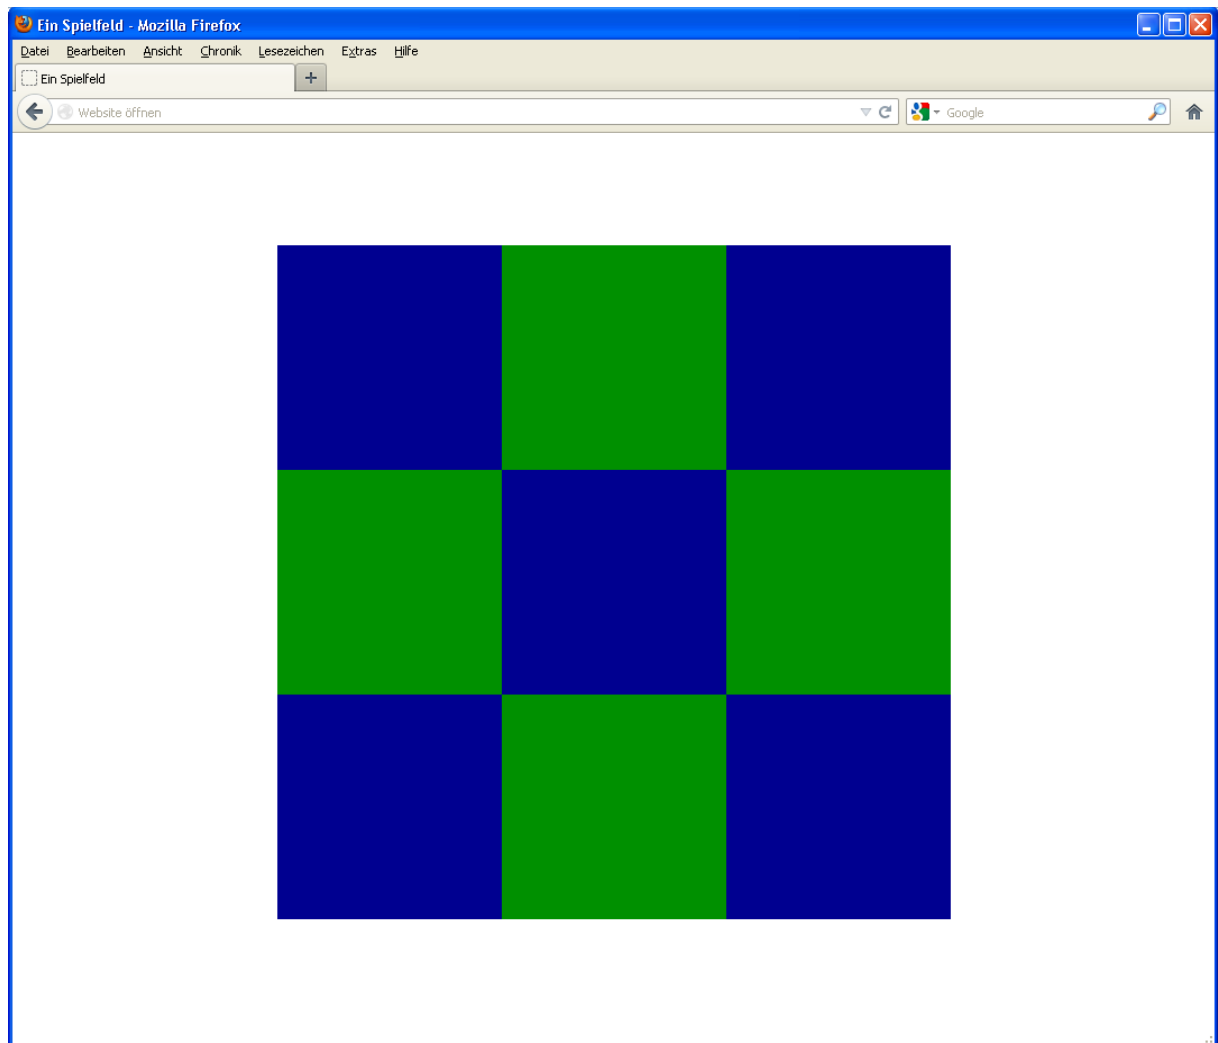 Ein Spielfeld - Mozilla Firefox
Datei Bearbeiten Ansicht Chronik Lesezeichen Extras Hilfe
Ein Spielfeld +
Website öffnen Google